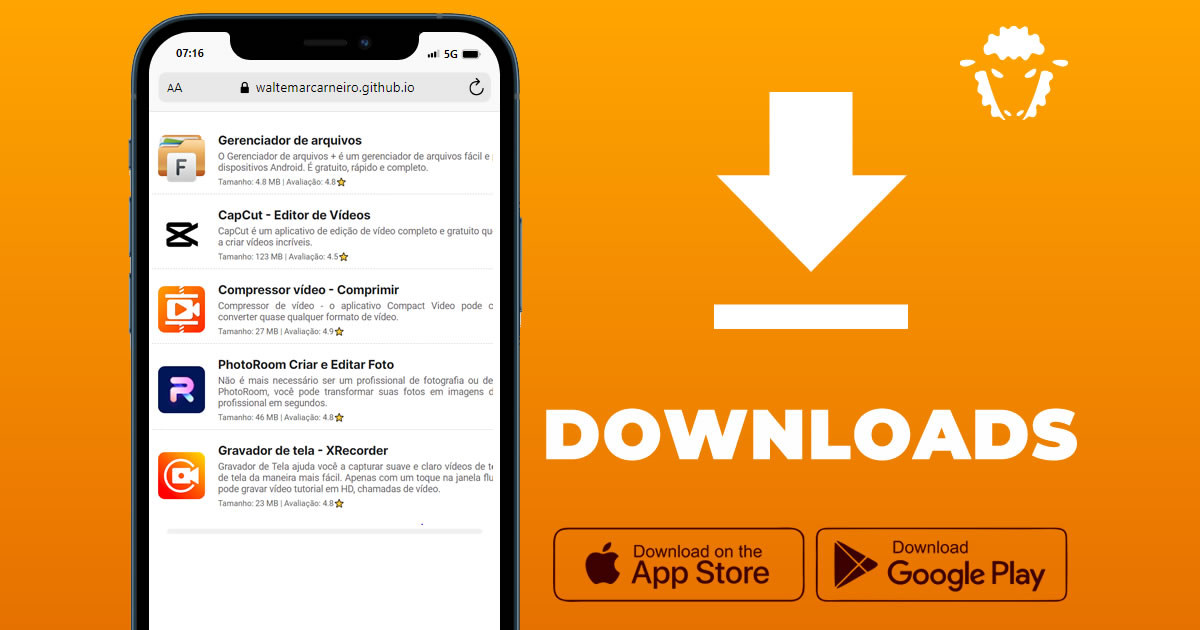 07:16
5G
AA
waltemarcarneiro.github.io
Gerenciador de arquivos
O Gerenciador de arquivos + é um gerenciador de arquivos fácil e
dispositivos Android. É gratuito, rápido e completo.
Tamanho: 4.8 MB | Avaliação: 4.8
F
CapCut - Editor de Vídeos
CapCut é um aplicativo de edição de vídeo completo e gratuito qu
a criar vídeos incríveis.
Tamanho: 123 MB | Avaliação: 4.5
Compressor vídeo - Comprimir
Compressor de vídeo - o aplicativo Compact Video pode c
converter quase qualquer formato de vídeo.
Tamanho: 27 MB | Avaliação: 4.9
PhotoRoom Criar e Editar Foto
Não é mais necessário ser um profissional de fotografia ou de
PhotoRoom, você pode transformar suas fotos em imagens d
profissional em segundos.
Tamanho: 46 MB | Avaliação: 4.8
R
Gravador de tela - XRecorder
Gravador de Tela ajuda você a capturar suave e claro vídeos de te
de tela da maneira mais fácil. Apenas com um toque na janela flu
pode gravar vídeo tutorial em HD, chamadas de vídeo.
Tamanho: 23 MB | Avaliação: 4.8
DOWNLOADS
Download on the
App Store
Download
Google Play